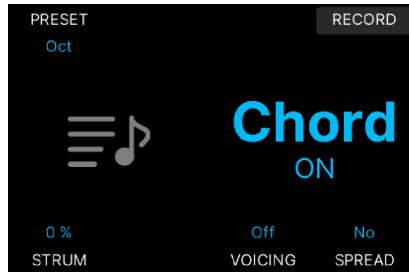 PRESET RECORD
Oct
Chord
ON
0 % Off No
STRUM VOICING SPREAD